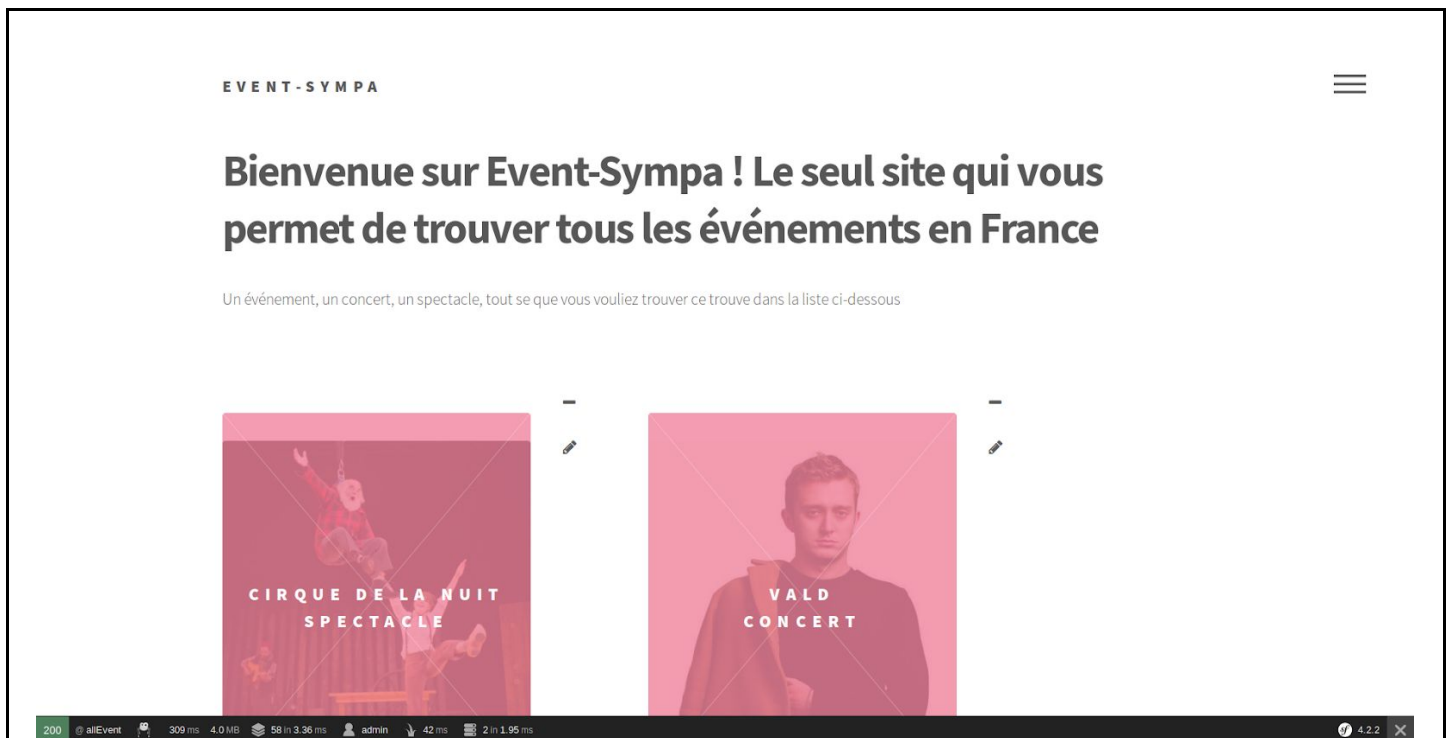 EVENT-SYMPA
Bienvenue sur Event-Sympa ! Le seul site qui vous
permet de trouver tous les événements en France
Un événement, un concert, un spectacle, tout se que vous vouliez trouver ce trouve dans la liste ci-dessous
CIRQUE DE LA NUIT
SPECTACLE
VALD
CONCERT
200 @ allEvent 309 ms 4.0 MB 58 in 3.36 ms admin 42 ms 2 in 1.95 ms sf 4.2.2